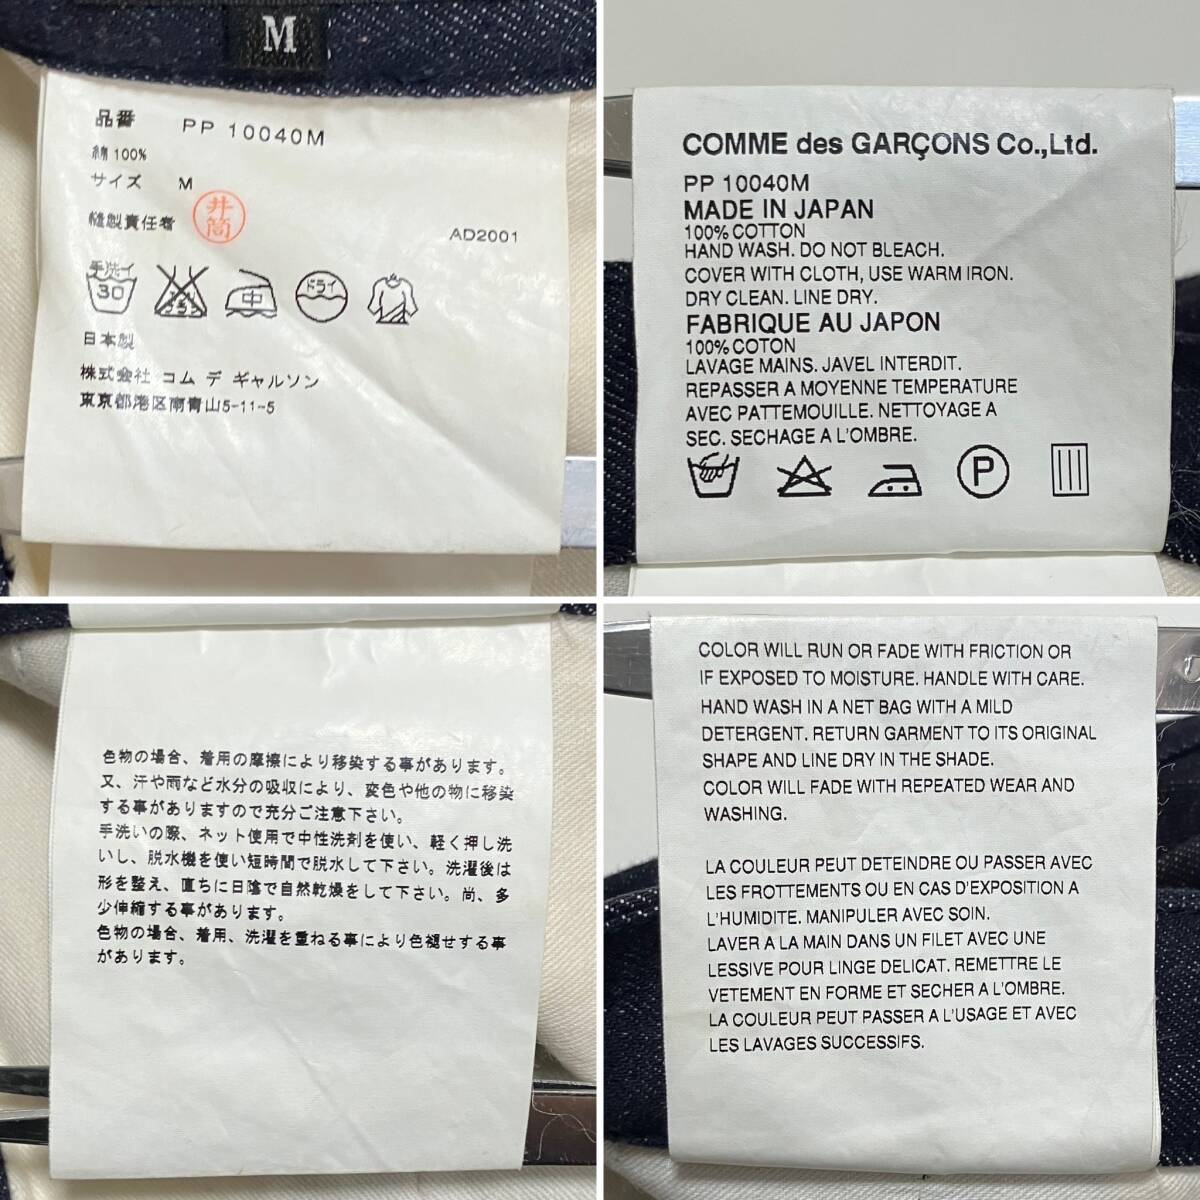 M
品番 PP 10040M
綿 100%
サイズ M
縫製責任者 井筒
AD2001
手洗イ
30
エンソサラシ
中
ドライ
日本製
株式会社 コム デ ギャルソン
東京都港区南青山5-11-5
COMME des GARÇONS Co.,Ltd.
PP 10040M
MADE IN JAPAN
100% COTTON
HAND WASH. DO NOT BLEACH.
COVER WITH CLOTH, USE WARM IRON.
DRY CLEAN. LINE DRY.
FABRIQUE AU JAPON
100% COTON
LAVAGE MAINS. JAVEL INTERDIT.
REPASSER A MOYENNE TEMPERATURE
AVEC PATTEMOUILLE. NETTOYAGE A
SEC. SECHAGE A L'OMBRE.
P
色物の場合、着用の摩擦により移染する事があります。
又、汗や雨など水分の吸収により、変色や他の物に移染
する事がありますので充分ご注意下さい。
手洗いの際、ネット使用で中性洗剤を使い、軽く押し洗
いし、脱水機を使い短時間で脱水して下さい。洗濯後は
形を整え、直ちに日陰で自然乾燥をして下さい。尚、多
少伸縮する事があります。
色物の場合、着用、洗濯を重ねる事により色褪せする事
があります。
COLOR WILL RUN OR FADE WITH FRICTION OR
IF EXPOSED TO MOISTURE. HANDLE WITH CARE.
HAND WASH IN A NET BAG WITH A MILD
DETERGENT. RETURN GARMENT TO ITS ORIGINAL
SHAPE AND LINE DRY IN THE SHADE.
COLOR WILL FADE WITH REPEATED WEAR AND
WASHING.
LA COULEUR PEUT DETEINDRE OU PASSER AVEC
LES FROTTEMENTS OU EN CAS D'EXPOSITION A
L'HUMIDITE. MANIPULER AVEC SOIN.
LAVER A LA MAIN DANS UN FILET AVEC UNE
LESSIVE POUR LINGE DELICAT. REMETTRE LE
VETEMENT EN FORME ET SECHER A L'OMBRE.
LA COULEUR PEUT PASSER A L'USAGE ET AVEC
LES LAVAGES SUCCESSIFS.